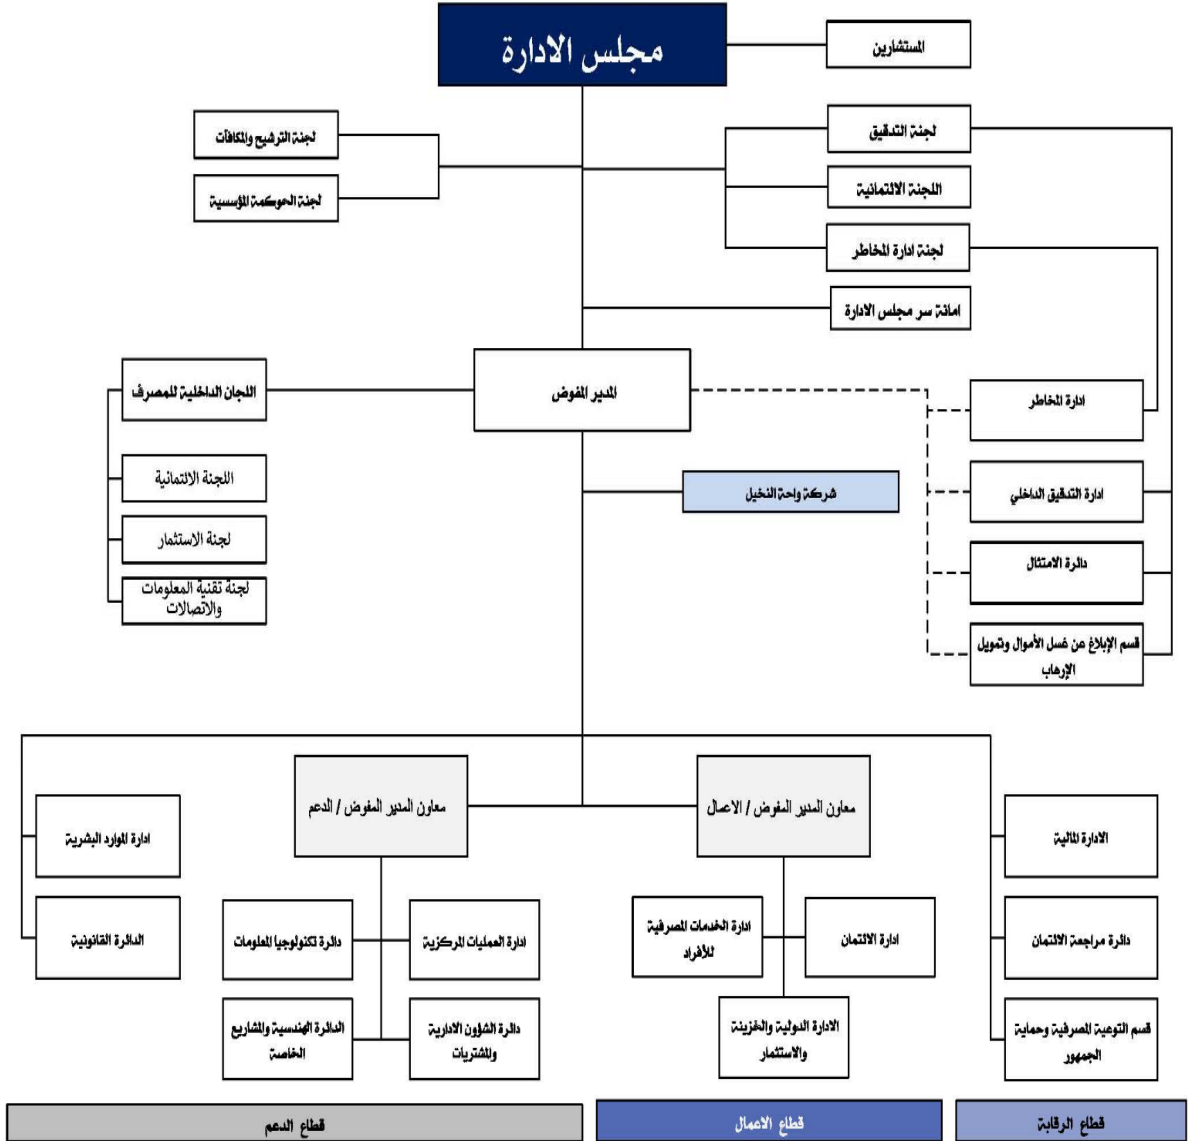 مجلس الادارة
المستشارين
لجنة التدقيق
لجنة الترشيح والمكافآت
اللجنة الائتمانية
لجنة الحوكمة المؤسسية
لجنة ادارة المخاطر
امانة سر مجلس الادارة
المدير المفوض
اللجان الداخلية للمصرف
ادارة المخاطر
اللجنة الائتمانية
شركة واحة النخيل
ادارة التدقيق الداخلي
لجنة الاستثمار
دائرة الامتثال
لجنة تقنية المعلومات
والاتصالات
قسم الإبلاغ عن غسل الأموال وتمويل
الإرهاب
معاون المدير المفوض / الاعمال
معاون المدير المفوض / الدعم
الادارة المالية
ادارة الموارد البشرية
دائرة مراجعة الائتمان
ادارة الائتمان
ادارة الخدمات المصرفية
للأفراد
ادارة العمليات المركزية
دائرة تكنولوجيا المعلومات
الدائرة القانونية
قسم التوعية المصرفية وحماية
الجمهور
الادارة الدولية والخزينة
والاستثمار
دائرة الشؤون الادارية
والمشتريات
الدائرة الهندسية والمشاريع
الخاصة
قطاع الرقابة
قطاع الاعمال
قطاع الدعم